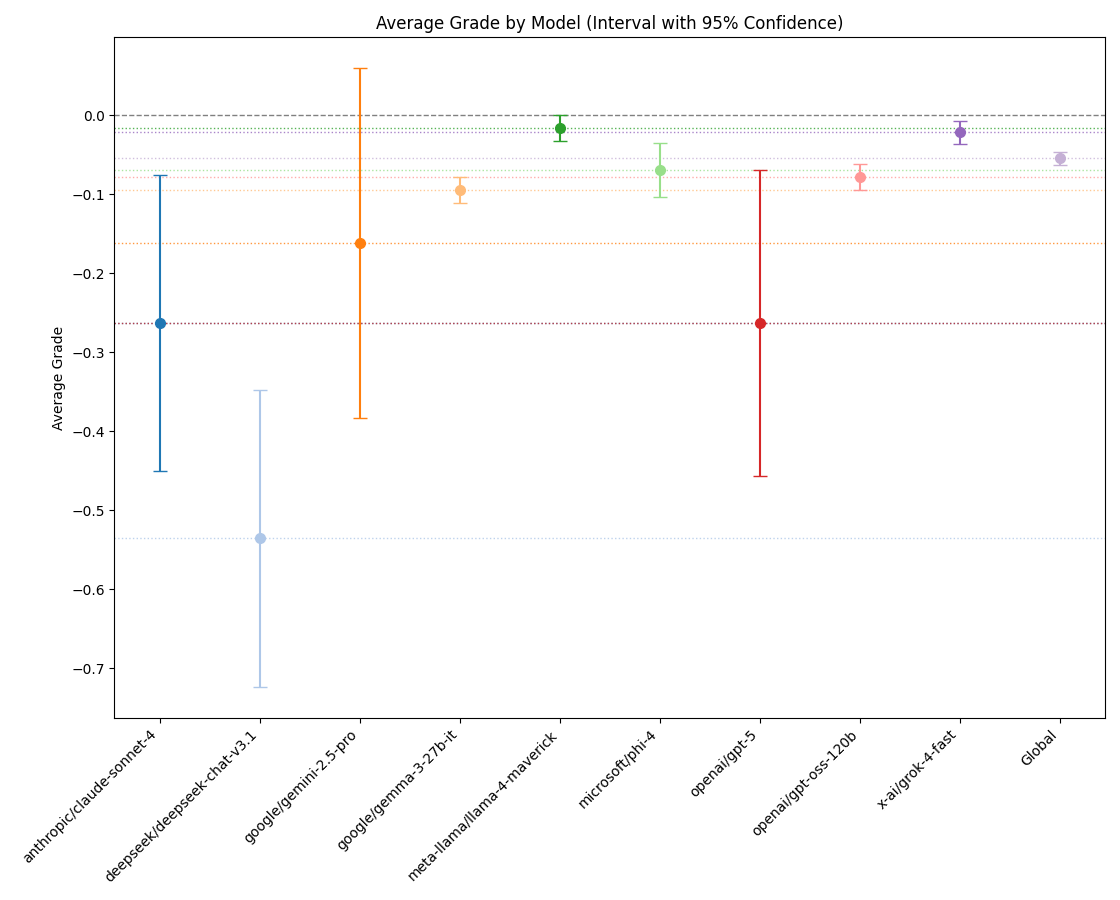 Average Grade by Model (Interval with 95% Confidence)
Average Grade
0.0
−0.1
−0.2
−0.3
−0.4
−0.5
−0.6
−0.7
anthropic/claude-sonnet-4
deepseek/deepseek-chat-v3.1
google/gemini-2.5-pro
google/gemma-3-27b-it
meta-llama/llama-4-maverick
microsoft/phi-4
openai/gpt-5
openai/gpt-oss-120b
x-ai/grok-4-fast
Global